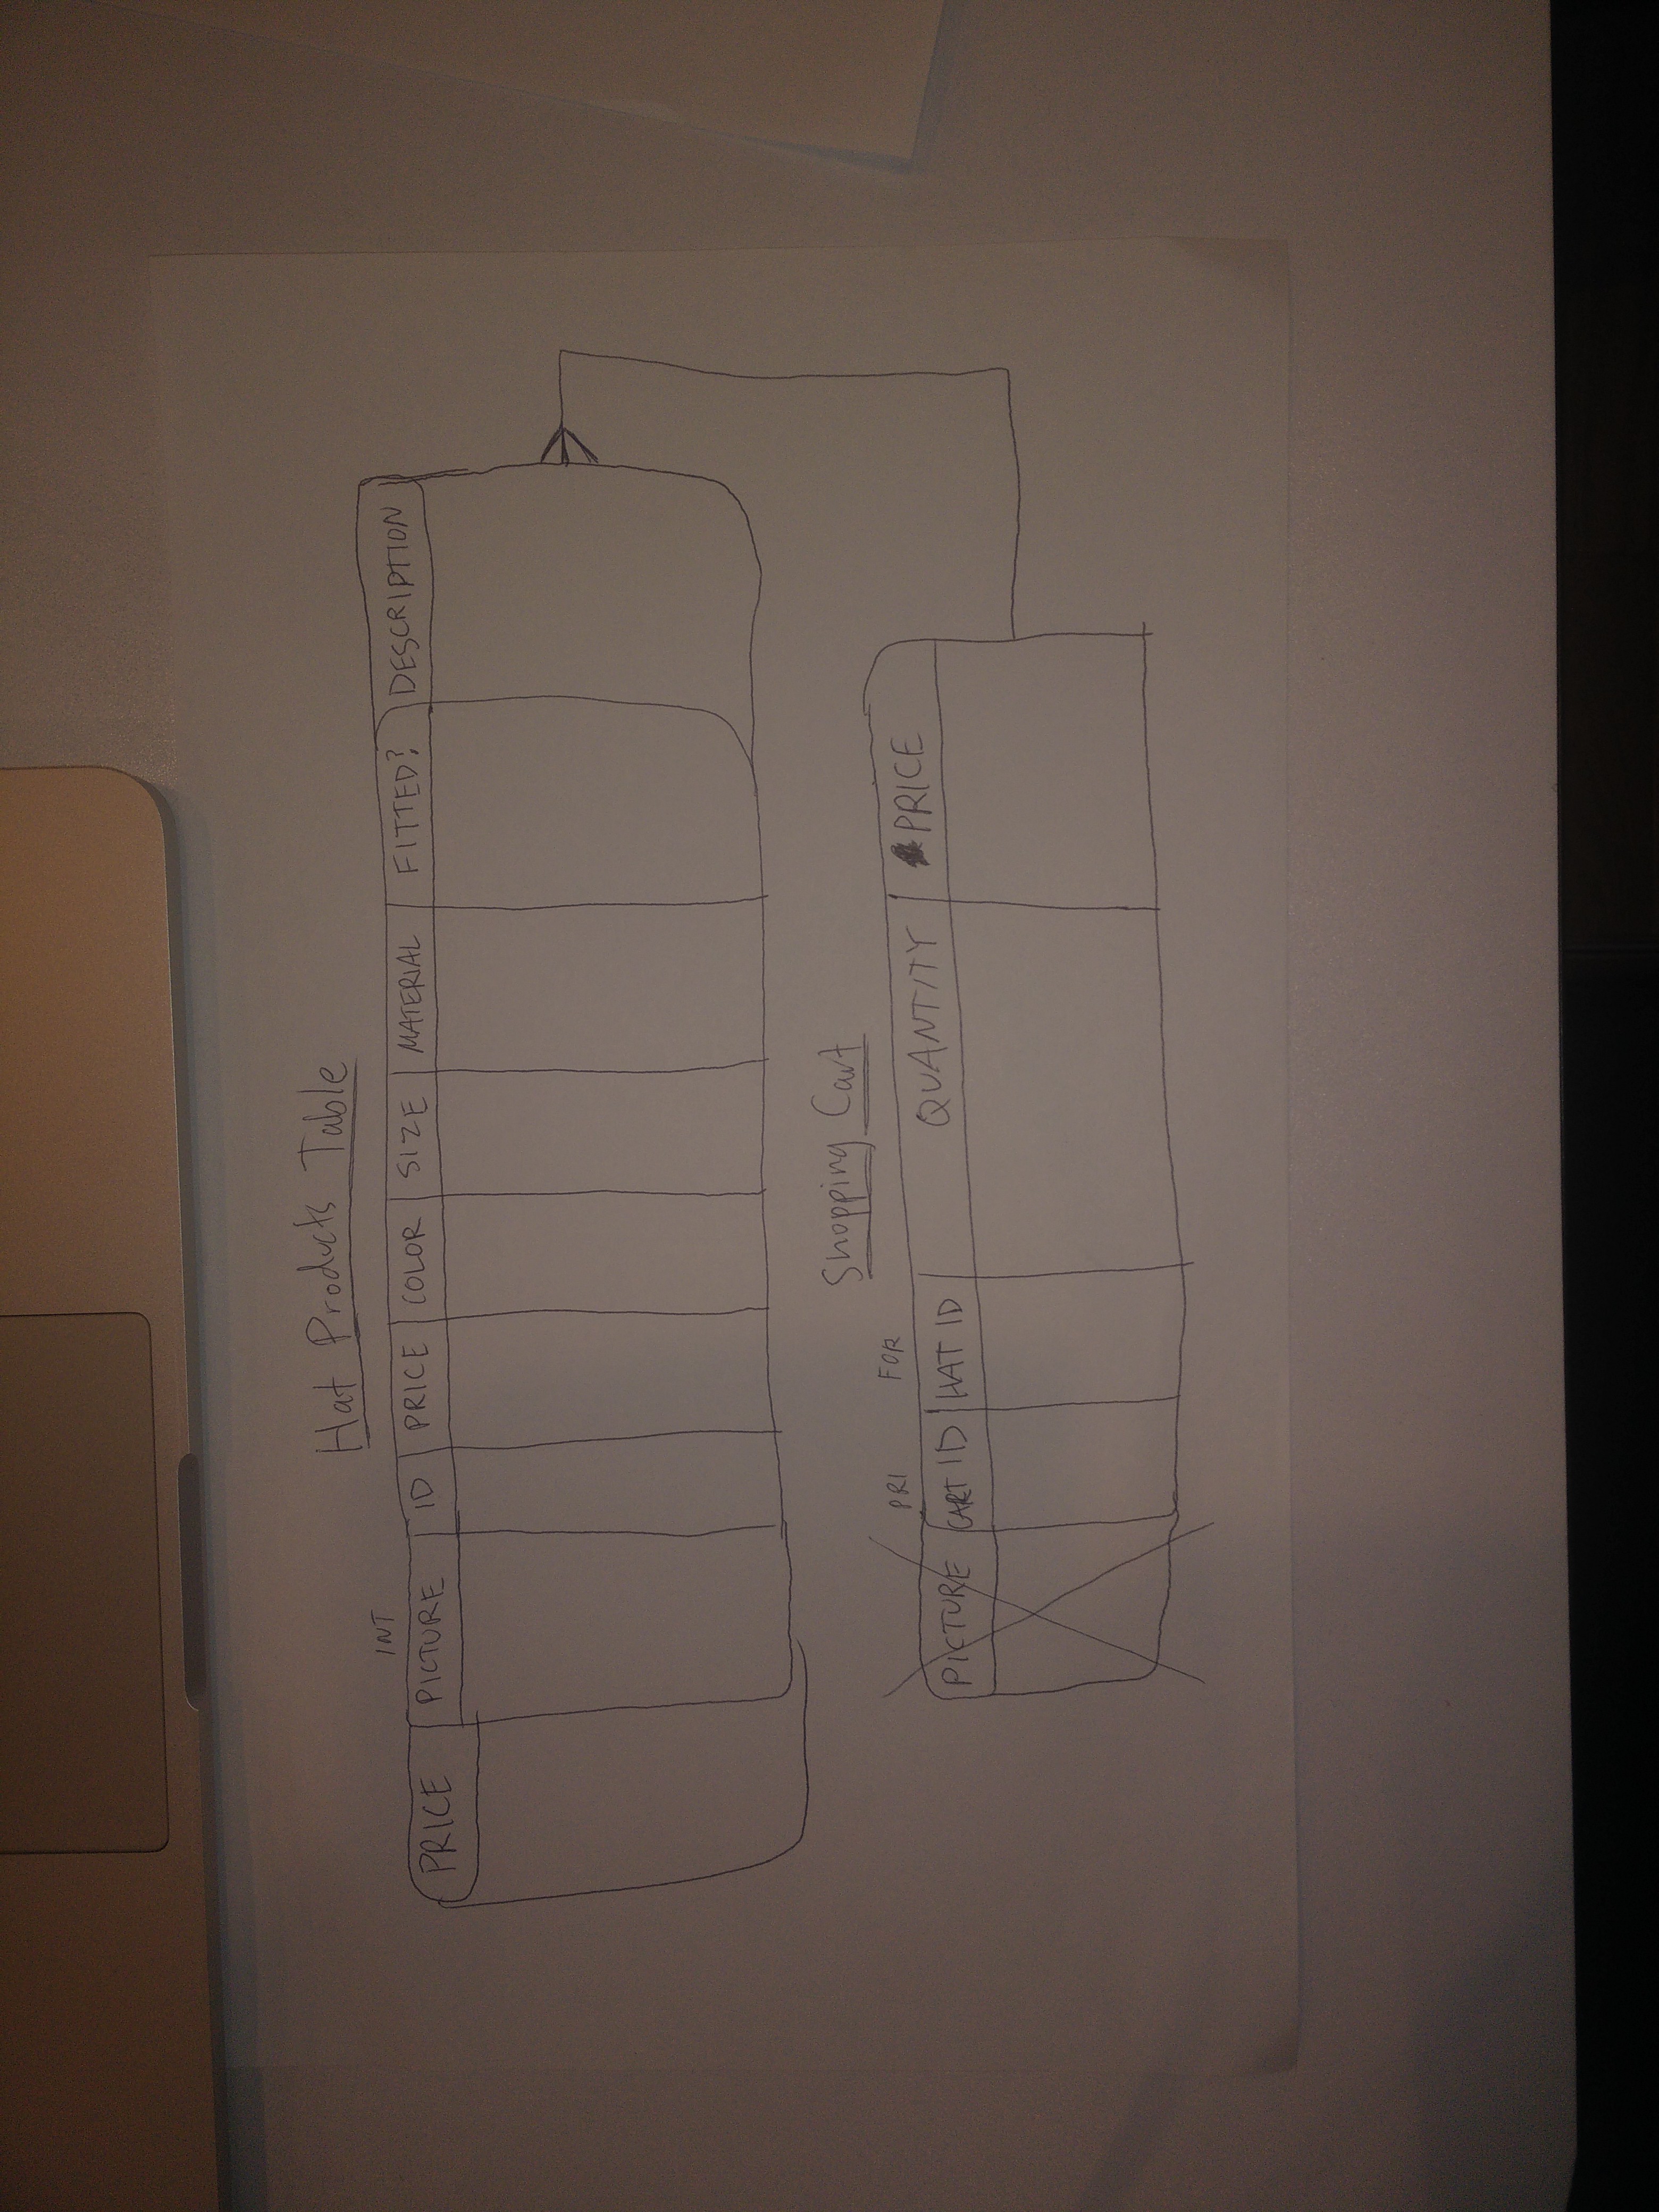 Hat Products Table
INT
PRICE PICTURE ID PRICE COLOR SIZE MATERIAL FITTED? DESCRIPTION
Shopping Cart
PRI FOR
PICTURE CART ID HAT ID QUANTITY PRICE